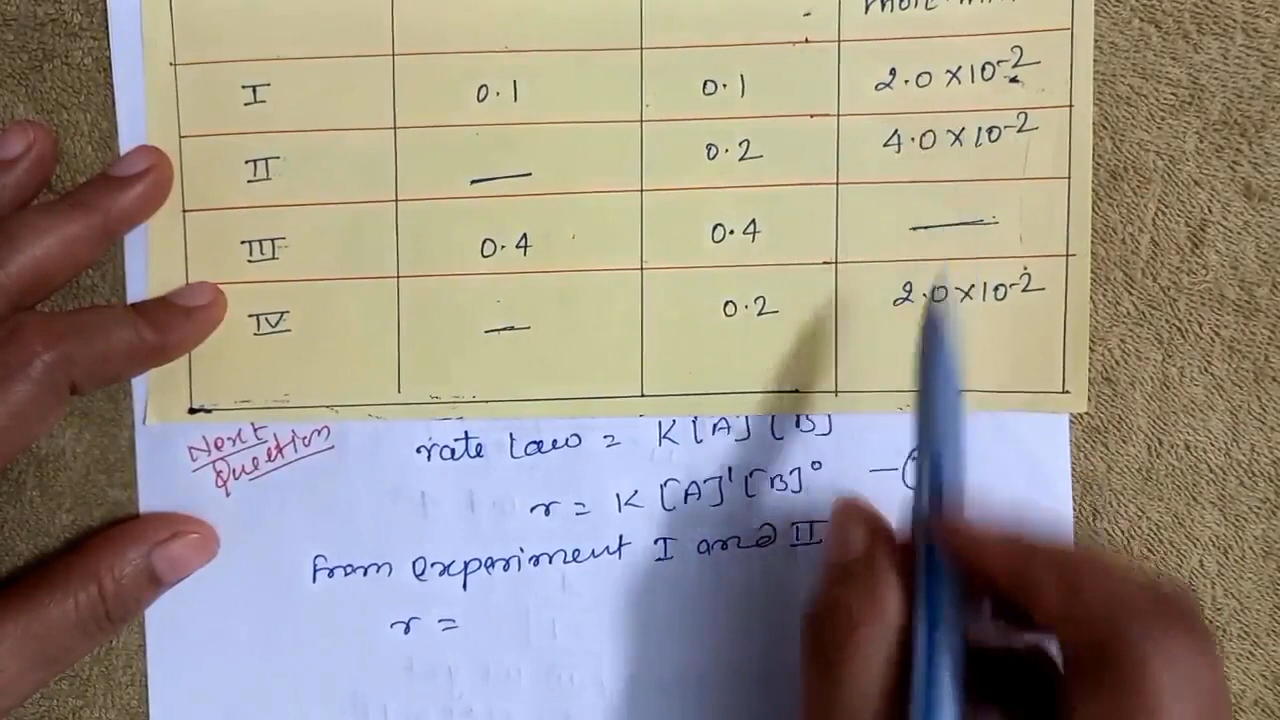 I 0.1 0.1 2.0 × 10⁻²
II — 0.2 4.0 × 10⁻²
III 0.4 0.4 —
IV — 0.2 2.0 × 10⁻²
Next
Question
rate law = K [A] [B]
r = K [A]¹ [B]⁰ —(
from experiment I and II
r =